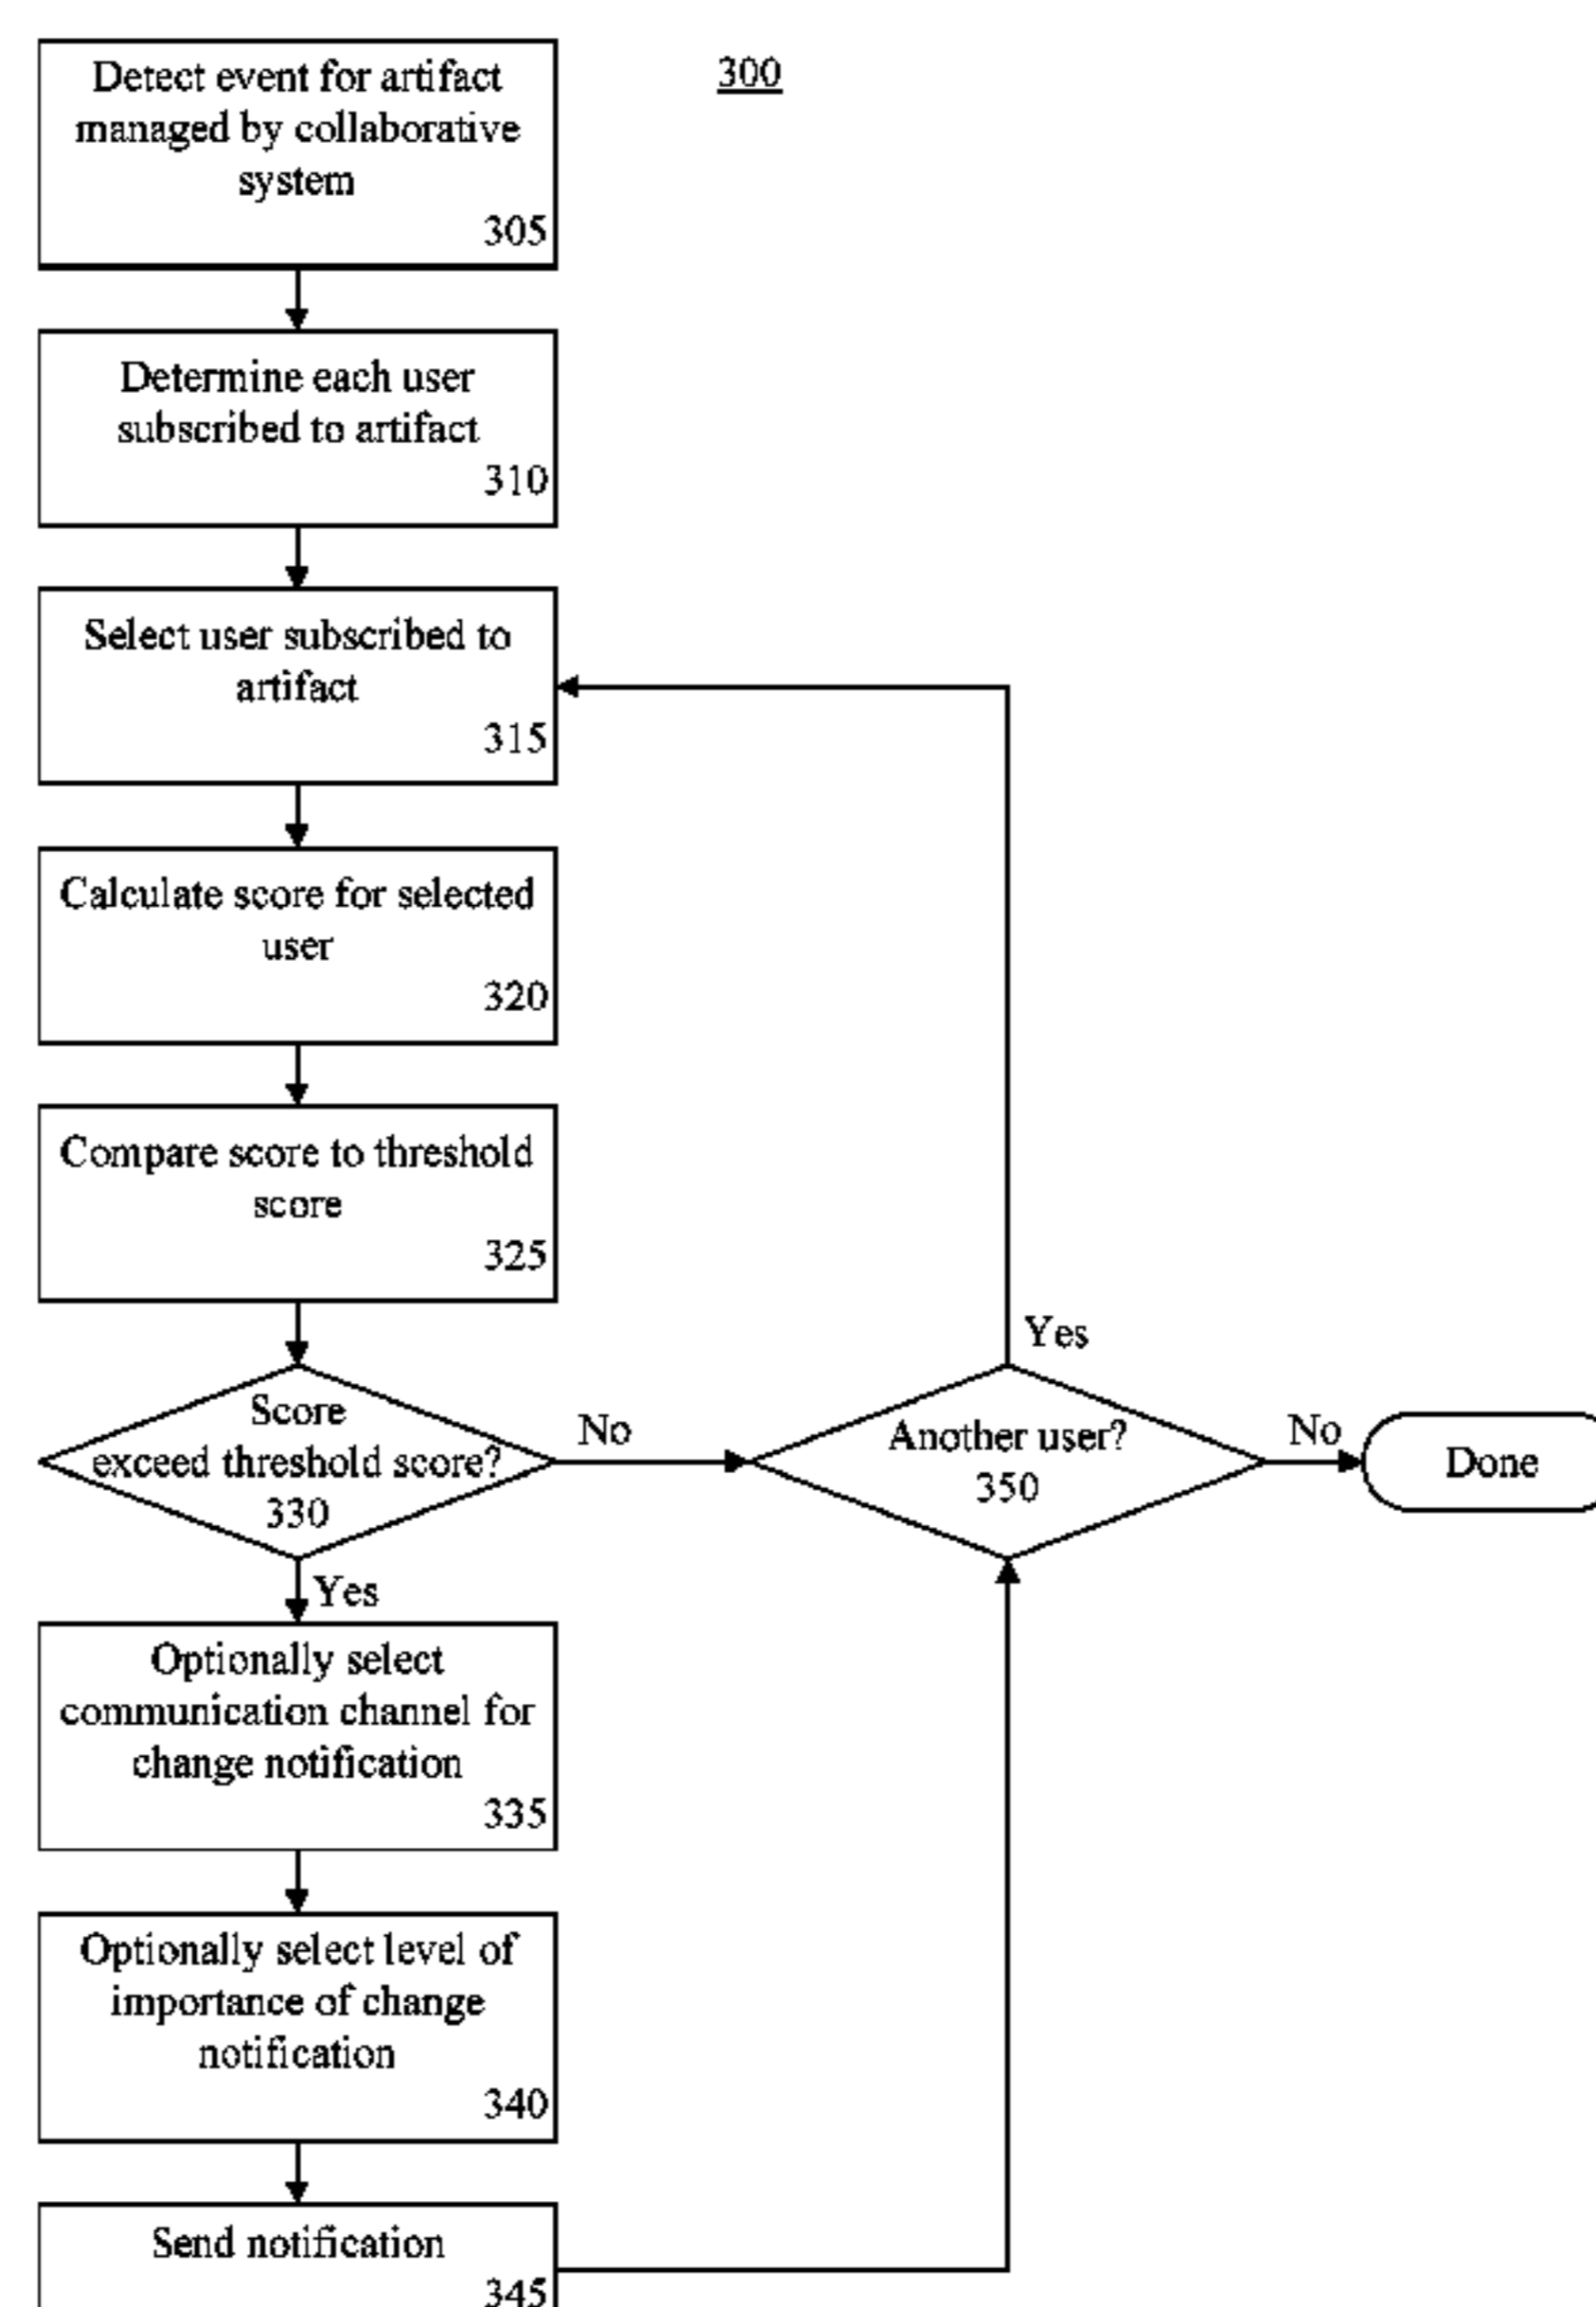 300
Detect event for artifact
managed by collaborative
system
305
Determine each user
subscribed to artifact
310
Select user subscribed to
artifact
315
Calculate score for selected
user
320
Compare score to threshold
score
325
Score
exceed threshold score?
330
No
Yes
Another user?
350
Yes
No
Done
Optionally select
communication channel for
change notification
335
Optionally select level of
importance of change
notification
340
Send notification
345